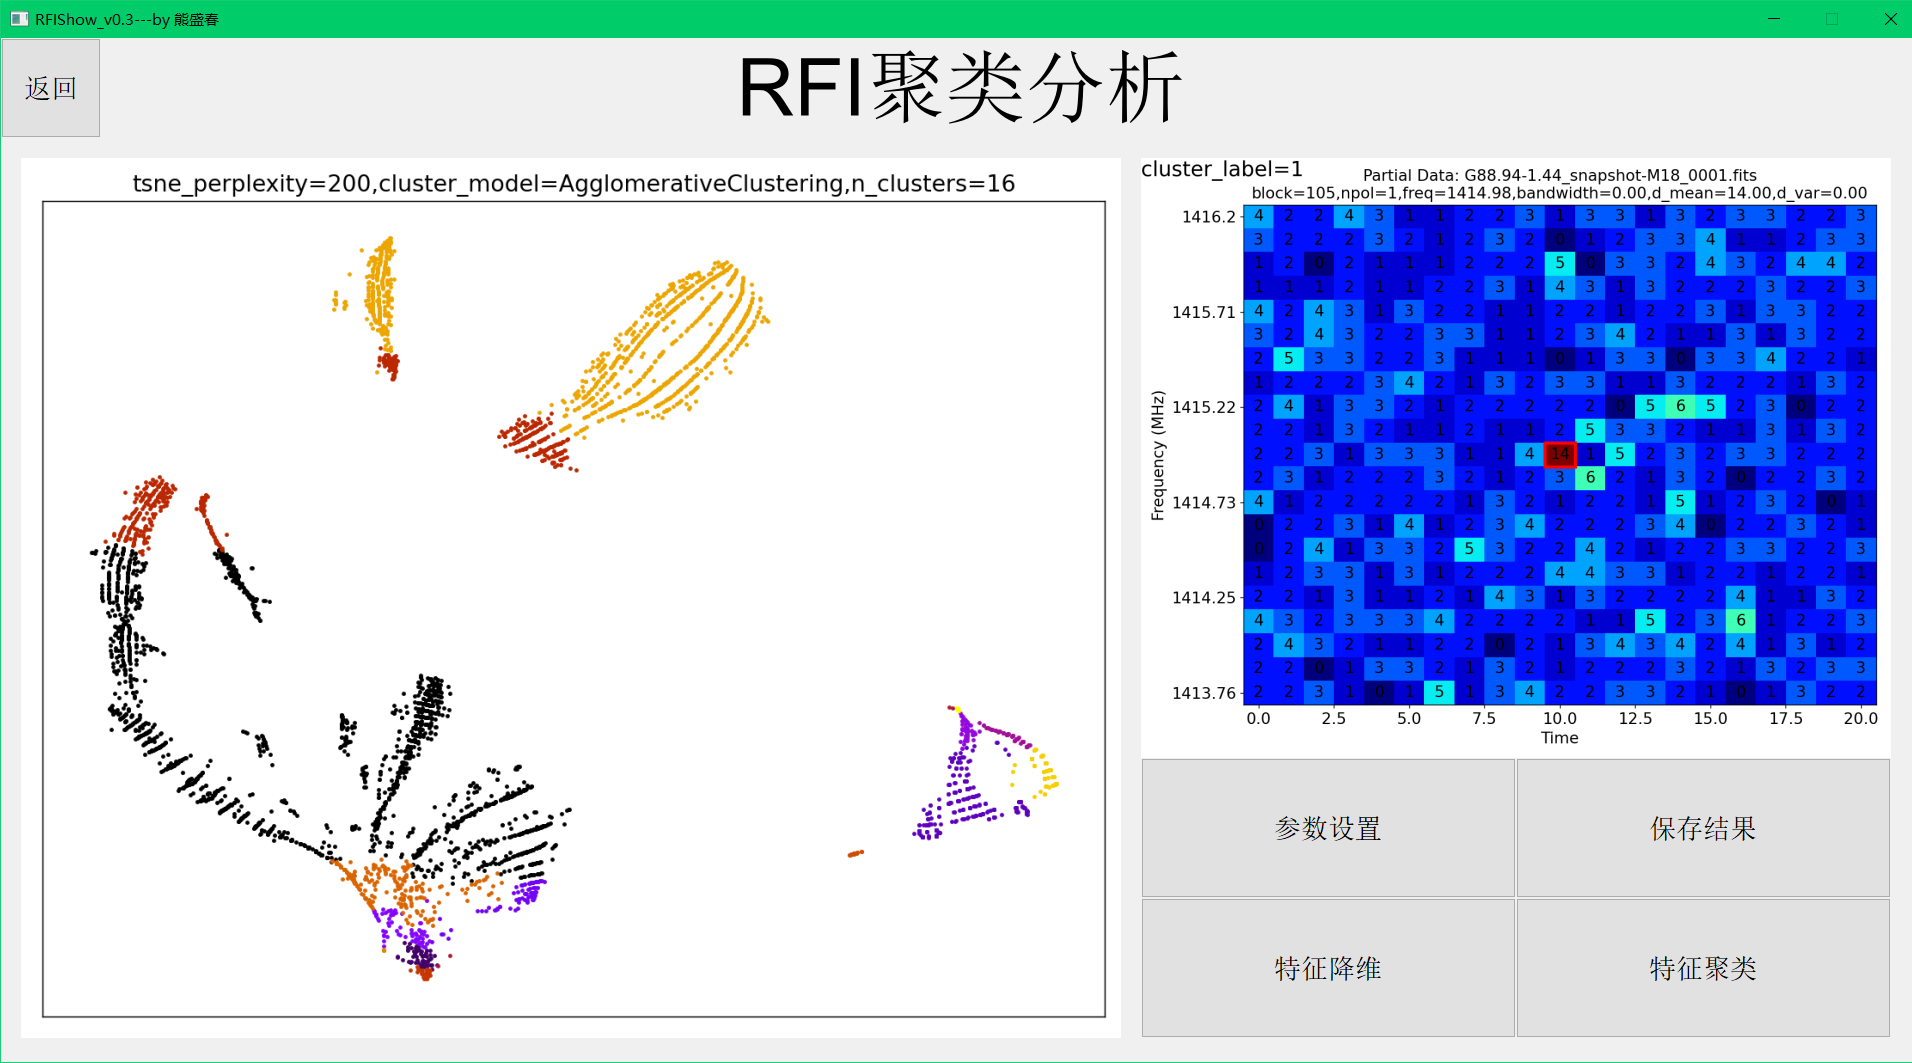 RFIShow_v0.3---by 熊盛春
返回
RFI聚类分析
tsne_perplexity=200,cluster_model=AgglomerativeClustering,n_clusters=16
cluster_label=1
Partial Data: G88.94-1.44_snapshot-M18_0001.fits
block=105,npol=1,freq=1414.98,bandwidth=0.00,d_mean=14.00,d_var=0.00
1416.2 4 2 2 4 3 1 1 2 2 3 1 3 3 1 3 2 3 3 2 2 3
3 2 2 2 3 2 1 2 3 2 0 1 2 3 3 4 1 1 2 3 3
1 2 0 2 1 1 1 2 2 2 5 0 3 3 2 4 3 2 4 4 2
1 1 1 2 1 1 2 2 3 1 4 3 1 3 2 2 2 3 2 2 3
1415.71 4 2 4 3 1 3 2 2 1 1 2 2 1 2 2 3 1 3 3 2 2
3 2 4 3 2 2 3 3 1 1 2 3 4 2 1 1 3 1 3 2 2
2 5 3 3 2 2 3 1 1 1 0 1 3 3 0 3 3 4 2 2 1
1 2 2 2 3 4 2 1 3 2 3 3 1 1 3 2 2 2 1 3 2
1415.22 2 4 1 3 3 2 1 2 2 2 2 2 0 5 6 5 2 3 0 2 2
2 2 1 3 2 1 1 2 1 1 2 5 3 3 2 1 1 3 1 3 2
2 2 3 1 3 3 3 1 1 4 14 1 5 2 3 2 3 3 2 2 2
2 3 1 2 2 2 3 2 1 2 3 6 2 1 3 2 0 2 2 3 2
1414.73 4 1 2 2 2 2 2 1 3 2 1 2 2 1 5 1 2 3 2 0 1
0 2 2 3 1 4 1 2 3 4 2 2 2 3 4 0 2 2 3 2 1
0 2 4 1 3 3 2 5 3 2 2 4 2 1 2 2 3 3 2 2 3
1 2 3 3 1 3 1 2 2 2 4 4 3 3 1 2 2 1 2 2 1
1414.25 2 2 1 3 1 1 2 1 4 3 1 3 2 2 2 2 4 1 1 3 2
4 3 2 3 3 3 4 2 2 2 2 1 1 5 2 3 6 1 2 2 3
2 4 3 2 1 1 2 2 0 2 1 3 4 3 4 2 4 1 3 1 2
2 2 0 1 3 3 2 1 3 2 1 2 2 2 3 2 1 3 2 3 3
1413.76 2 2 3 1 0 1 5 1 3 4 2 2 3 3 2 1 0 1 3 2 2
Frequency (MHz)
0.0 2.5 5.0 7.5 10.0 12.5 15.0 17.5 20.0
Time
参数设置
保存结果
特征降维
特征聚类